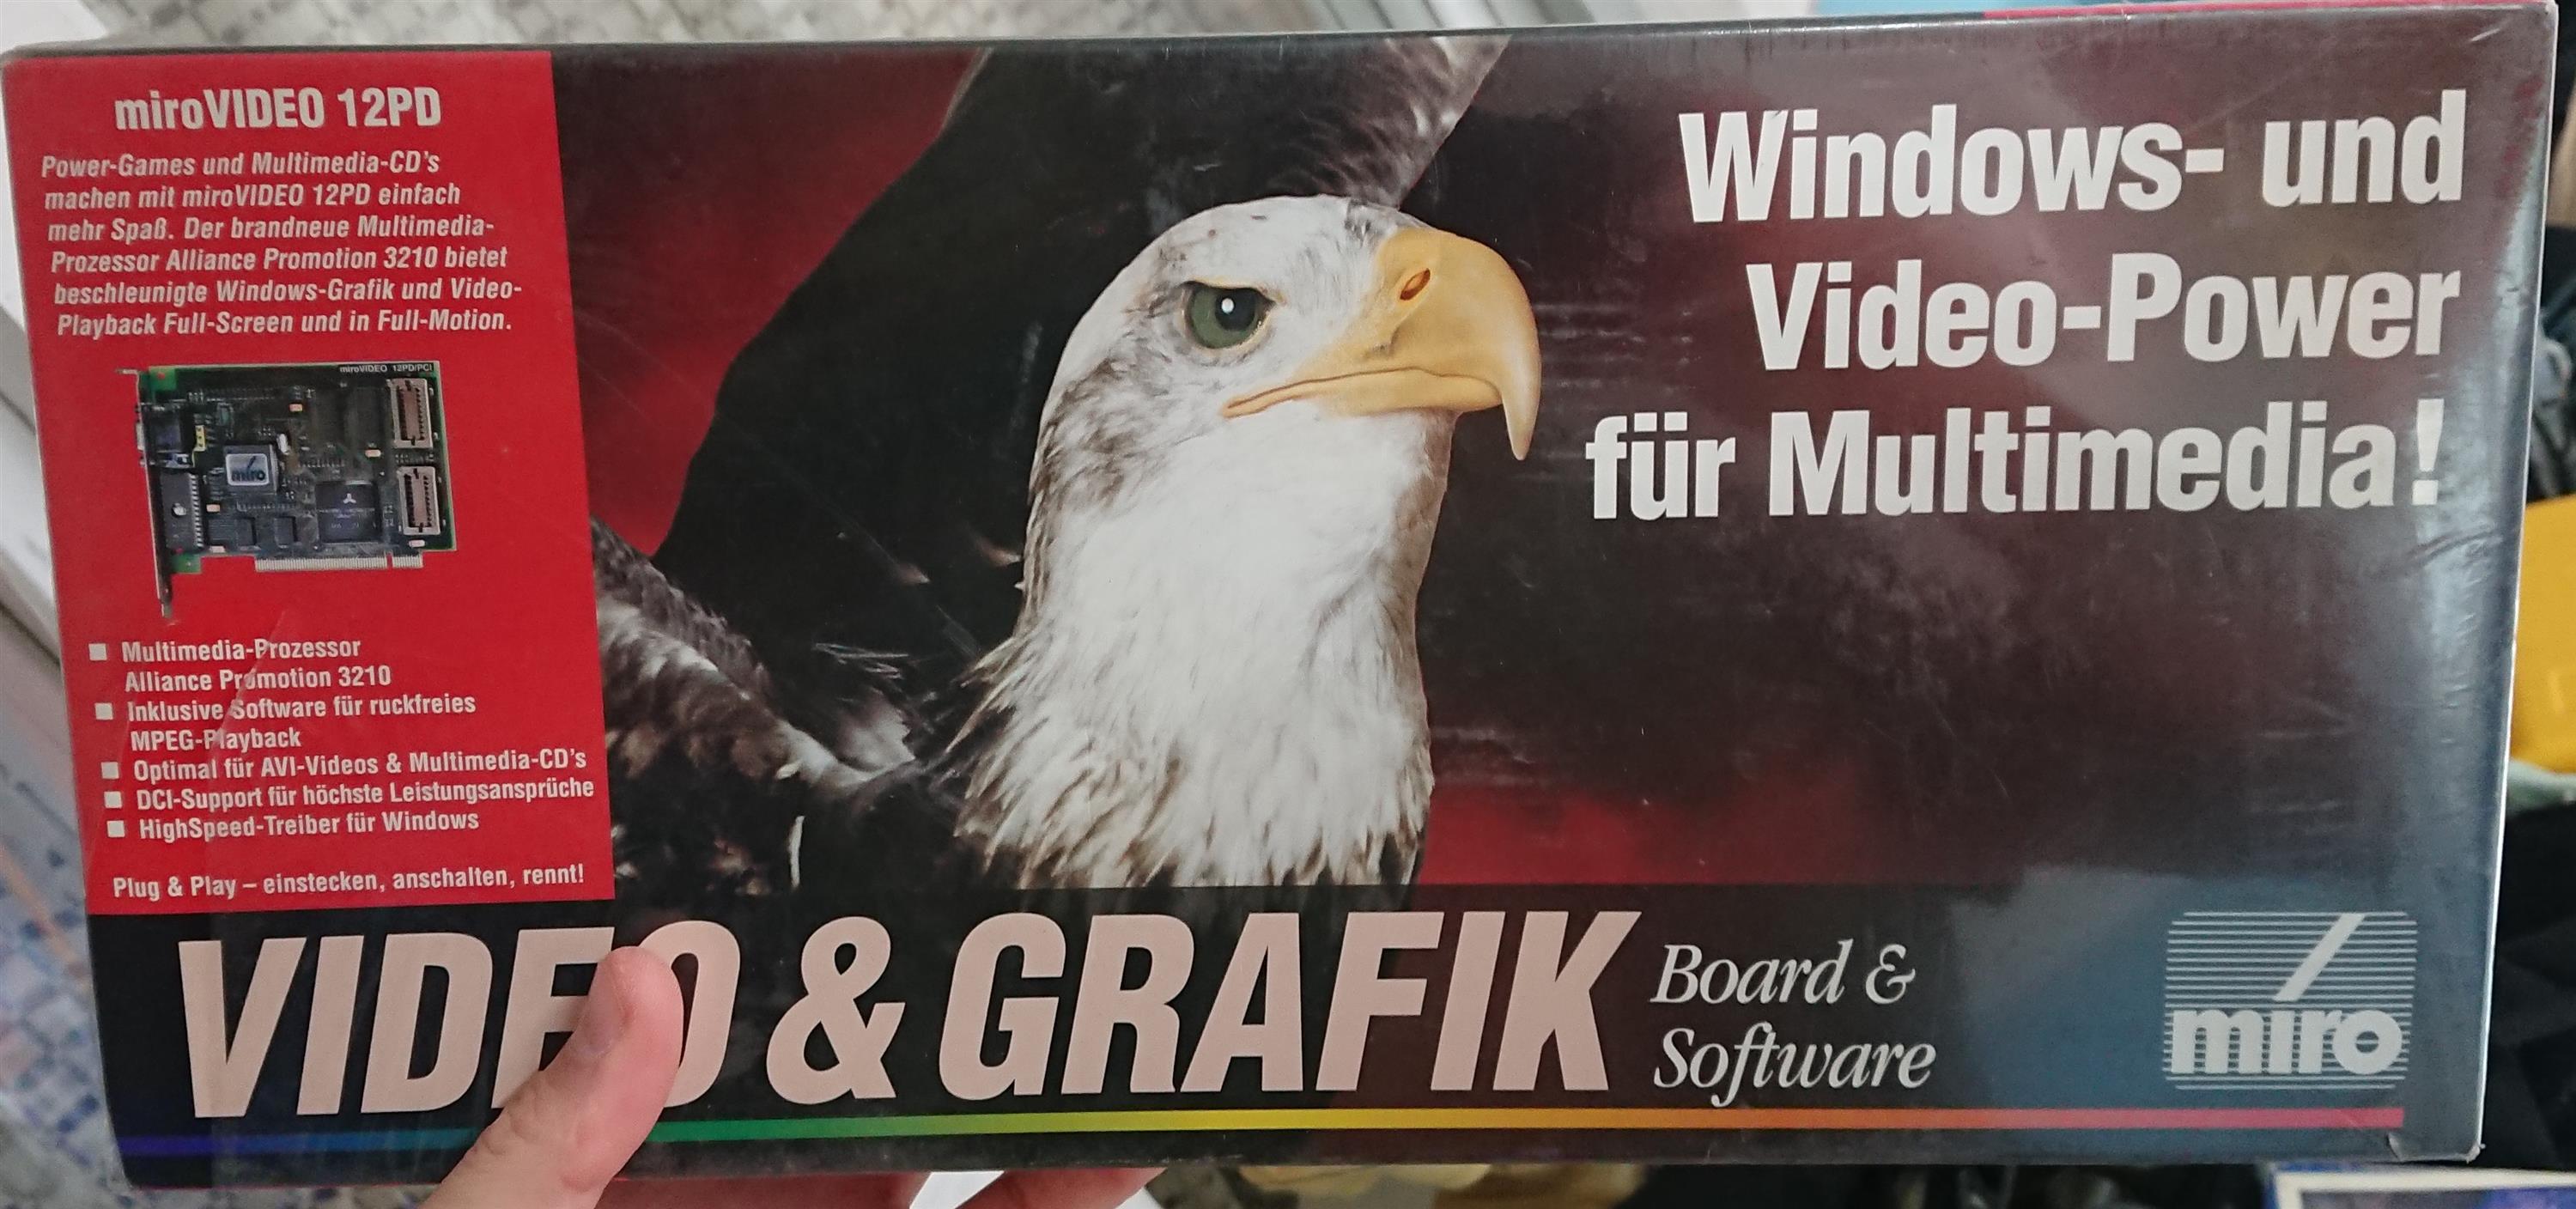 miroVIDEO 12PD
Power-Games und Multimedia-CD's
machen mit miroVIDEO 12PD einfach
mehr Spaß. Der brandneue Multimedia-
Prozessor Alliance Promotion 3210 bietet
beschleunigte Windows-Grafik und Video-
Playback Full-Screen und in Full-Motion.
miroVIDEO 12PD/PCI
miro
■ Multimedia-Prozessor
Alliance Promotion 3210
■ Inklusive Software für ruckfreies
MPEG-Playback
■ Optimal für AVI-Videos & Multimedia-CD's
■ DCI-Support für höchste Leistungsansprüche
■ HighSpeed-Treiber für Windows
Plug & Play – einstecken, anschalten, rennt!
Windows- und
Video-Power
für Multimedia!
VIDEO & GRAFIK
Board &
Software
miro